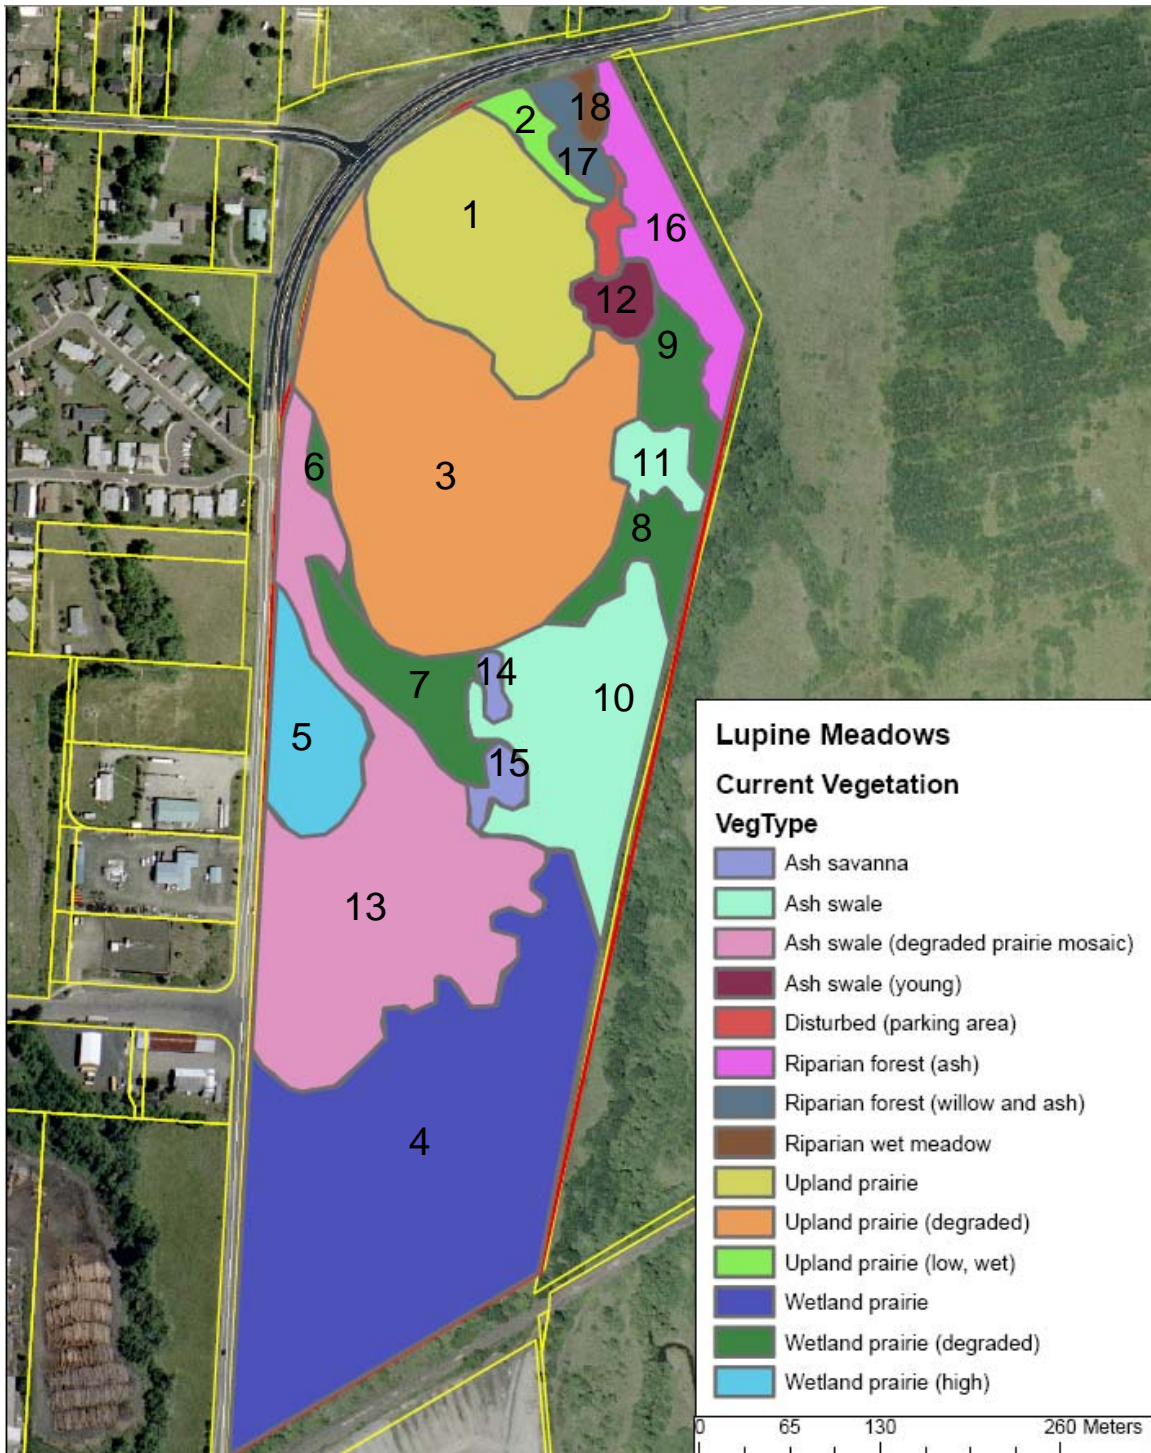 18
2
17
1
16
12
9
11
6
3
8
14
7
10
5
15
13
4
Lupine Meadows
Current Vegetation
VegType
Ash savanna
Ash swale
Ash swale (degraded prairie mosaic)
Ash swale (young)
Disturbed (parking area)
Riparian forest (ash)
Riparian forest (willow and ash)
Riparian wet meadow
Upland prairie
Upland prairie (degraded)
Upland prairie (low, wet)
Wetland prairie
Wetland prairie (degraded)
Wetland prairie (high)
0 65 130 260 Meters